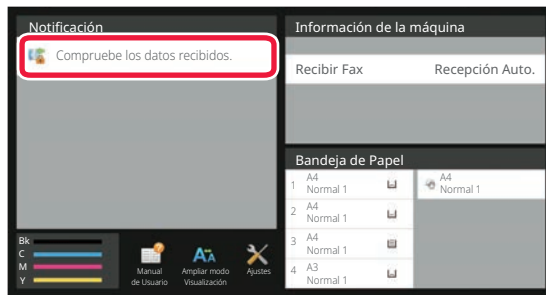 Notificación
Compruebe los datos recibidos.
Información de la máquina
Recibir Fax Recepción Auto.
Bandeja de Papel
1 A4
Normal 1
2 A4
Normal 1
3 A4
Normal 1
4 A3
Normal 1
A4
Normal 1
Bk
C
M
Y
Manual
de Usuario
Ampliar modo
Visualización
Ajustes